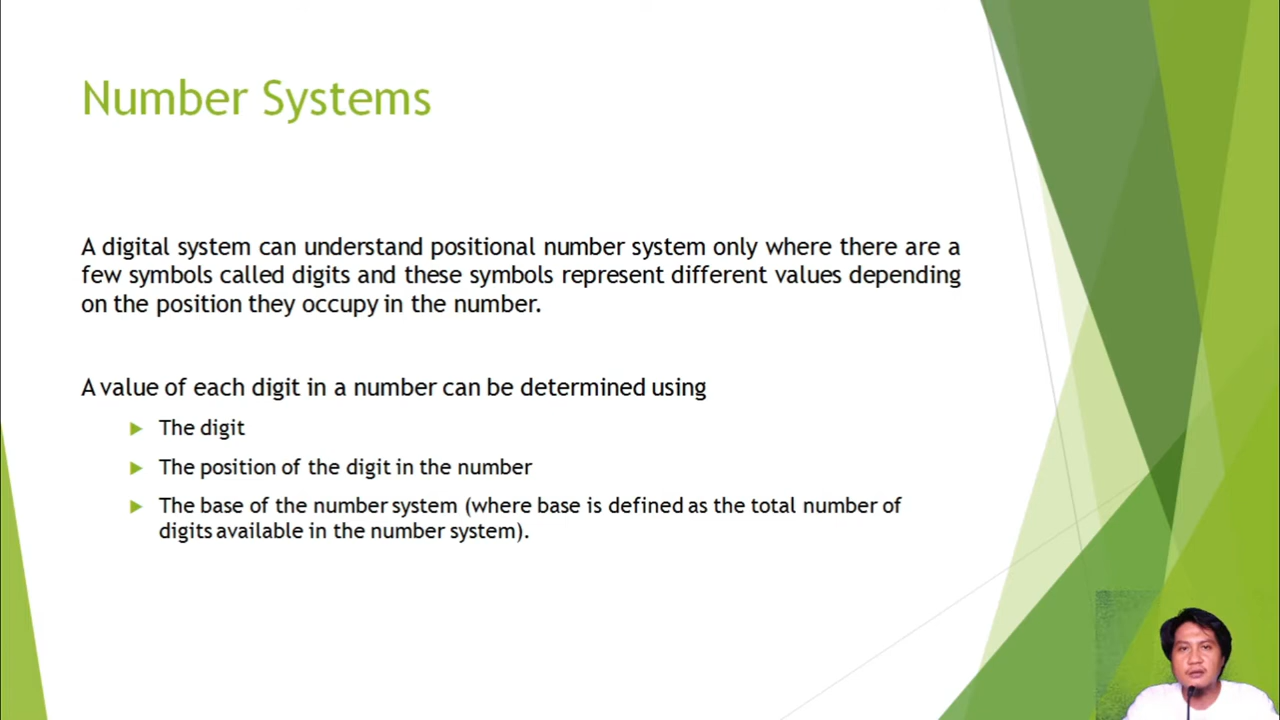 Number Systems
A digital system can understand positional number system only where there are a
few symbols called digits and these symbols represent different values depending
on the position they occupy in the number.
A value of each digit in a number can be determined using
The digit
The position of the digit in the number
The base of the number system (where base is defined as the total number of
digits available in the number system).